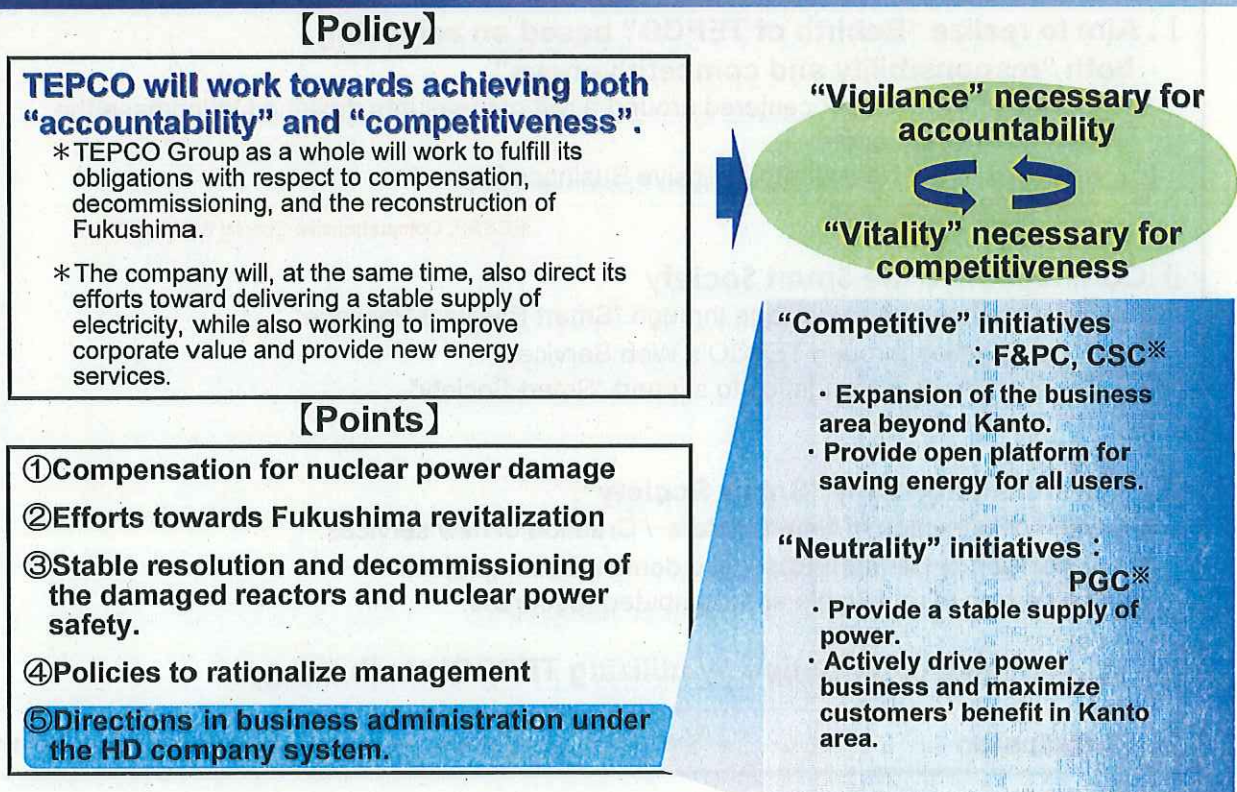 【Policy】
TEPCO will work towards achieving both
“accountability” and “competitiveness”.
＊TEPCO Group as a whole will work to fulfill its
obligations with respect to compensation,
decommissioning, and the reconstruction of
Fukushima.
＊The company will, at the same time, also direct its
efforts toward delivering a stable supply of
electricity, while also working to improve
corporate value and provide new energy
services.
【Points】
①Compensation for nuclear power damage
②Efforts towards Fukushima revitalization
③Stable resolution and decommissioning of
the damaged reactors and nuclear power
safety.
④Policies to rationalize management
⑤Directions in business administration under
the HD company system.
“Vigilance” necessary for
accountability
“Vitality” necessary for
competitiveness
“Competitive” initiatives
: F&PC, CSC※
・Expansion of the business
area beyond Kanto.
・Provide open platform for
saving energy for all users.
“Neutrality” initiatives :
PGC※
・Provide a stable supply of
power.
・Actively drive power
business and maximize
customers’ benefit in Kanto
area.